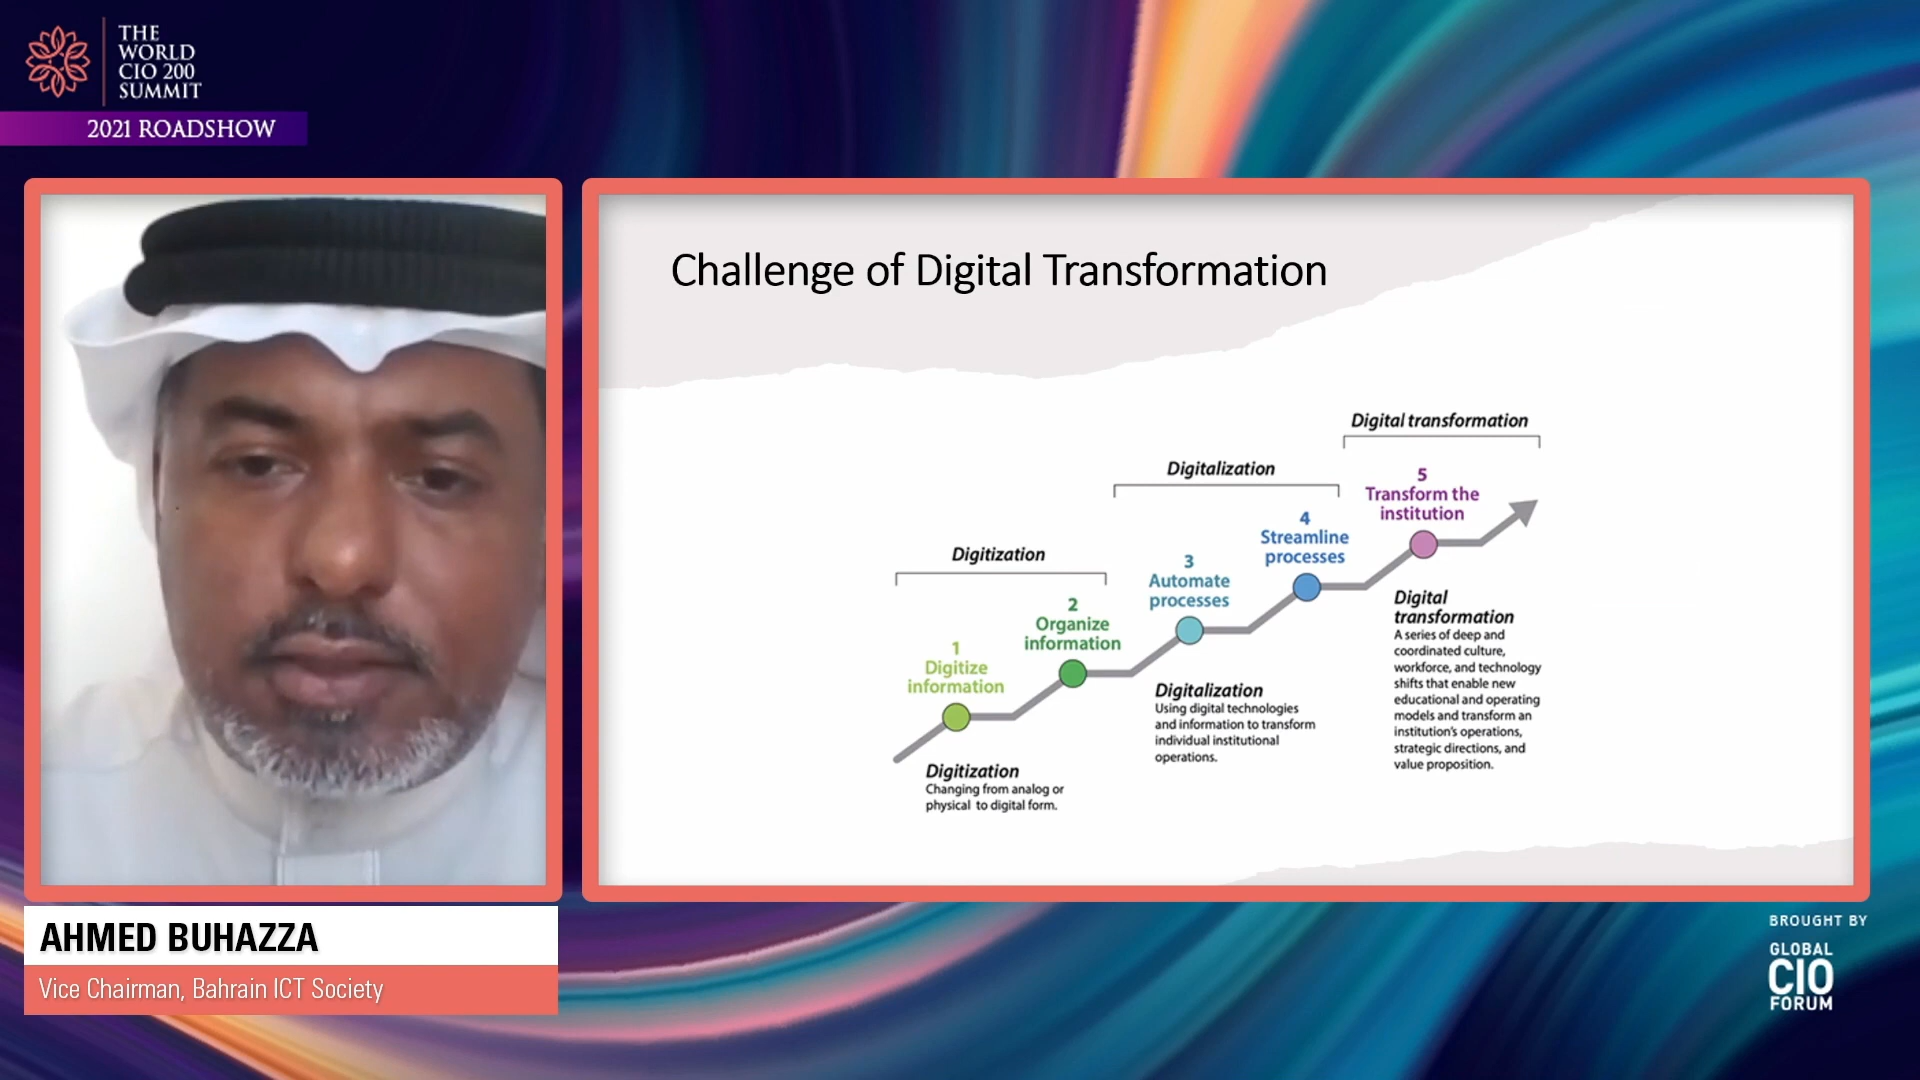 THE
WORLD
CIO 200
SUMMIT
2021 ROADSHOW
Challenge of Digital Transformation
Digital transformation
Digitalization
Digitization
5
Transform the
institution
4
Streamline
processes
3
Automate
processes
2
Organize
information
1
Digitize
information
Digitization
Changing from analog or
physical to digital form.
Digitalization
Using digital technologies
and information to transform
individual institutional
operations.
Digital
transformation
A series of deep and
coordinated culture,
workforce, and technology
shifts that enable new
educational and operating
models and transform an
institution's operations,
strategic directions, and
value proposition.
AHMED BUHAZZA
Vice Chairman, Bahrain ICT Society
BROUGHT BY
GLOBAL
CIO
FORUM